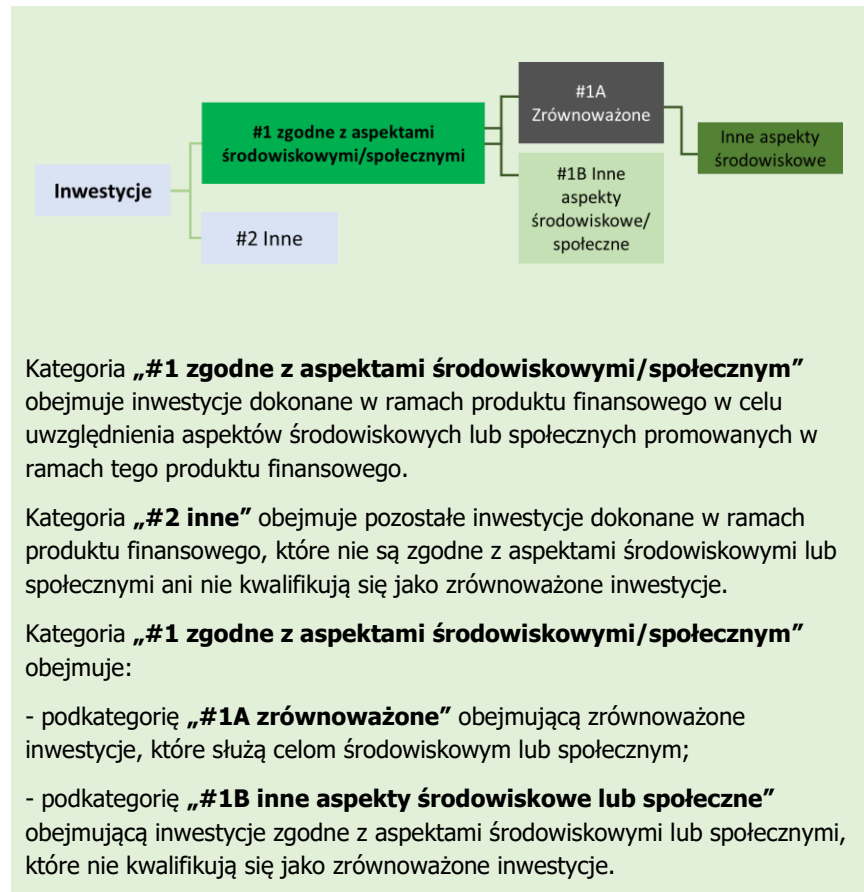 #1A
Zrównoważone
#1 zgodne z aspektami
środowiskowymi/społecznymi
Inne aspekty
środowiskowe
Inwestycje
#1B Inne
aspekty
środowiskowe/
społeczne
#2 Inne
Kategoria „#1 zgodne z aspektami środowiskowymi/społecznym”
obejmuje inwestycje dokonane w ramach produktu finansowego w celu
uwzględnienia aspektów środowiskowych lub społecznych promowanych w
ramach tego produktu finansowego.
Kategoria „#2 inne” obejmuje pozostałe inwestycje dokonane w ramach
produktu finansowego, które nie są zgodne z aspektami środowiskowymi lub
społecznymi ani nie kwalifikują się jako zrównoważone inwestycje.
Kategoria „#1 zgodne z aspektami środowiskowymi/społecznym”
obejmuje:
- podkategorię „#1A zrównoważone” obejmującą zrównoważone
inwestycje, które służą celom środowiskowym lub społecznym;
- podkategorię „#1B inne aspekty środowiskowe lub społeczne”
obejmującą inwestycje zgodne z aspektami środowiskowymi lub społecznymi,
które nie kwalifikują się jako zrównoważone inwestycje.